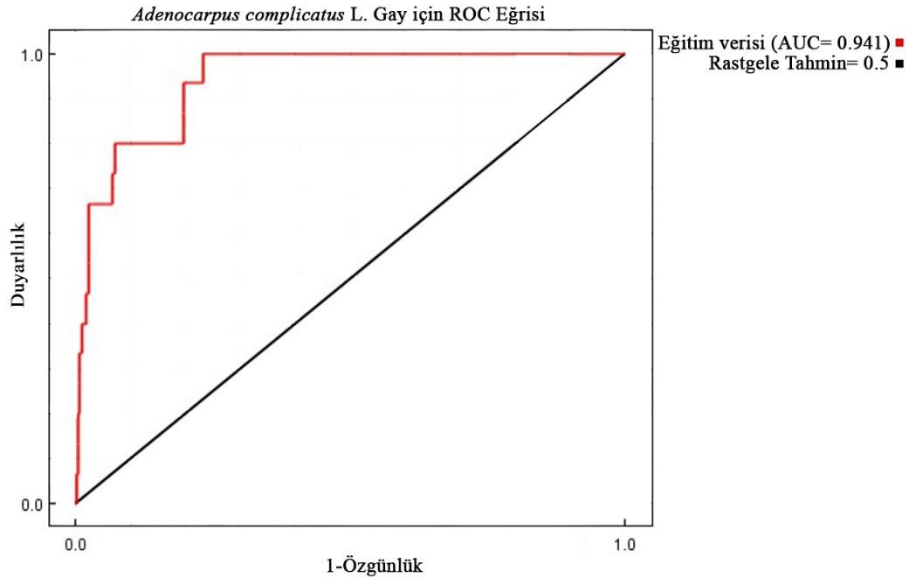 Adenocarpus complicatus L. Gay için ROC Eğrisi
Eğitim verisi (AUC= 0.941)
Rastgele Tahmin= 0.5
1.0
Duyarlılık
0.0
0.0
1.0
1-Özgünlük